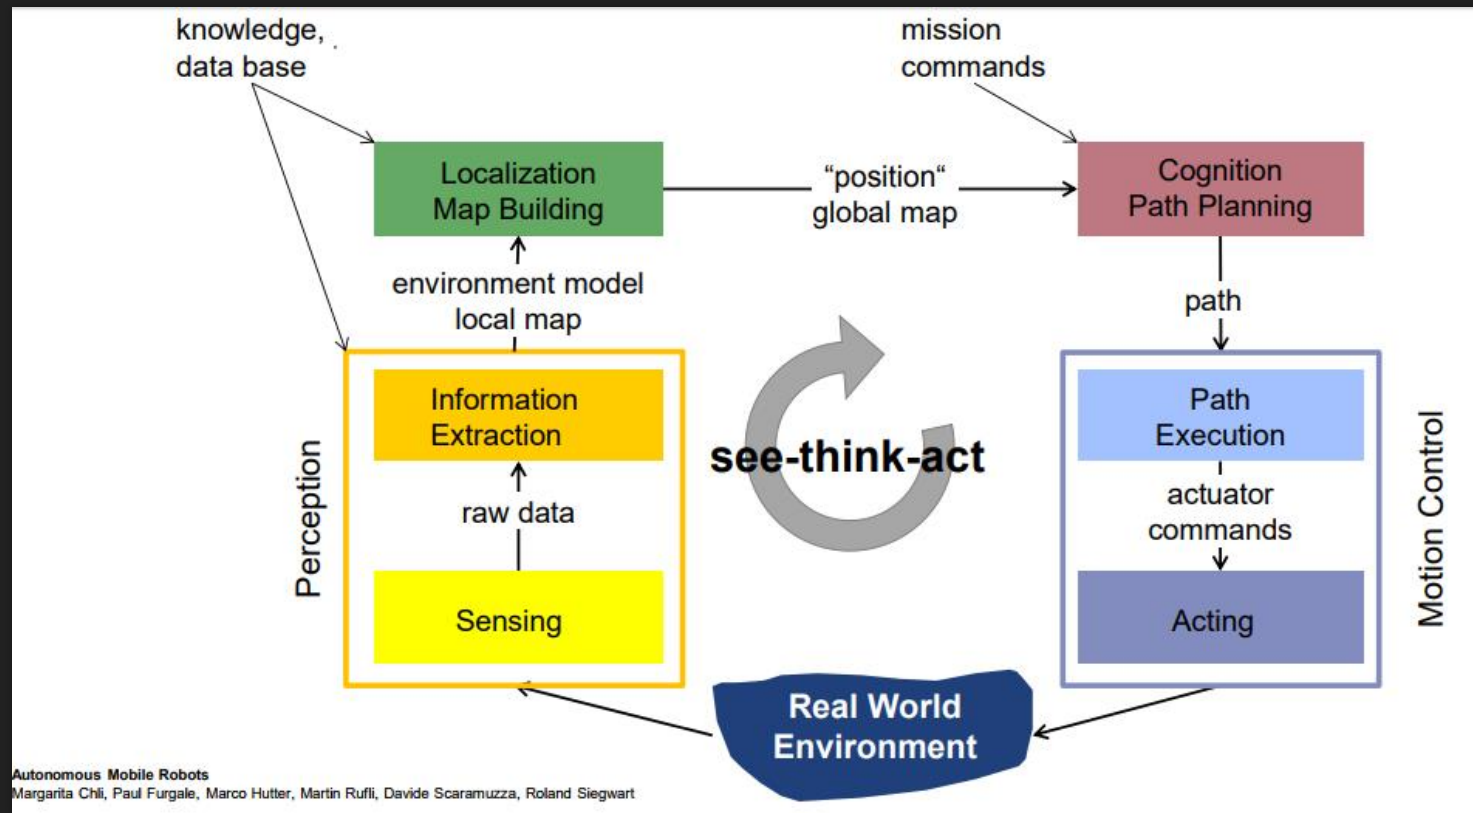 knowledge,
data base
mission
commands
Localization
Map Building
“position“
global map
Cognition
Path Planning
environment model
local map
path
Perception
Information
Extraction
raw data
Sensing
see-think-act
Path
Execution
actuator
commands
Acting
Motion Control
Real World
Environment
Autonomous Mobile Robots
Margarita Chli, Paul Furgale, Marco Hutter, Martin Rufli, Davide Scaramuzza, Roland Siegwart